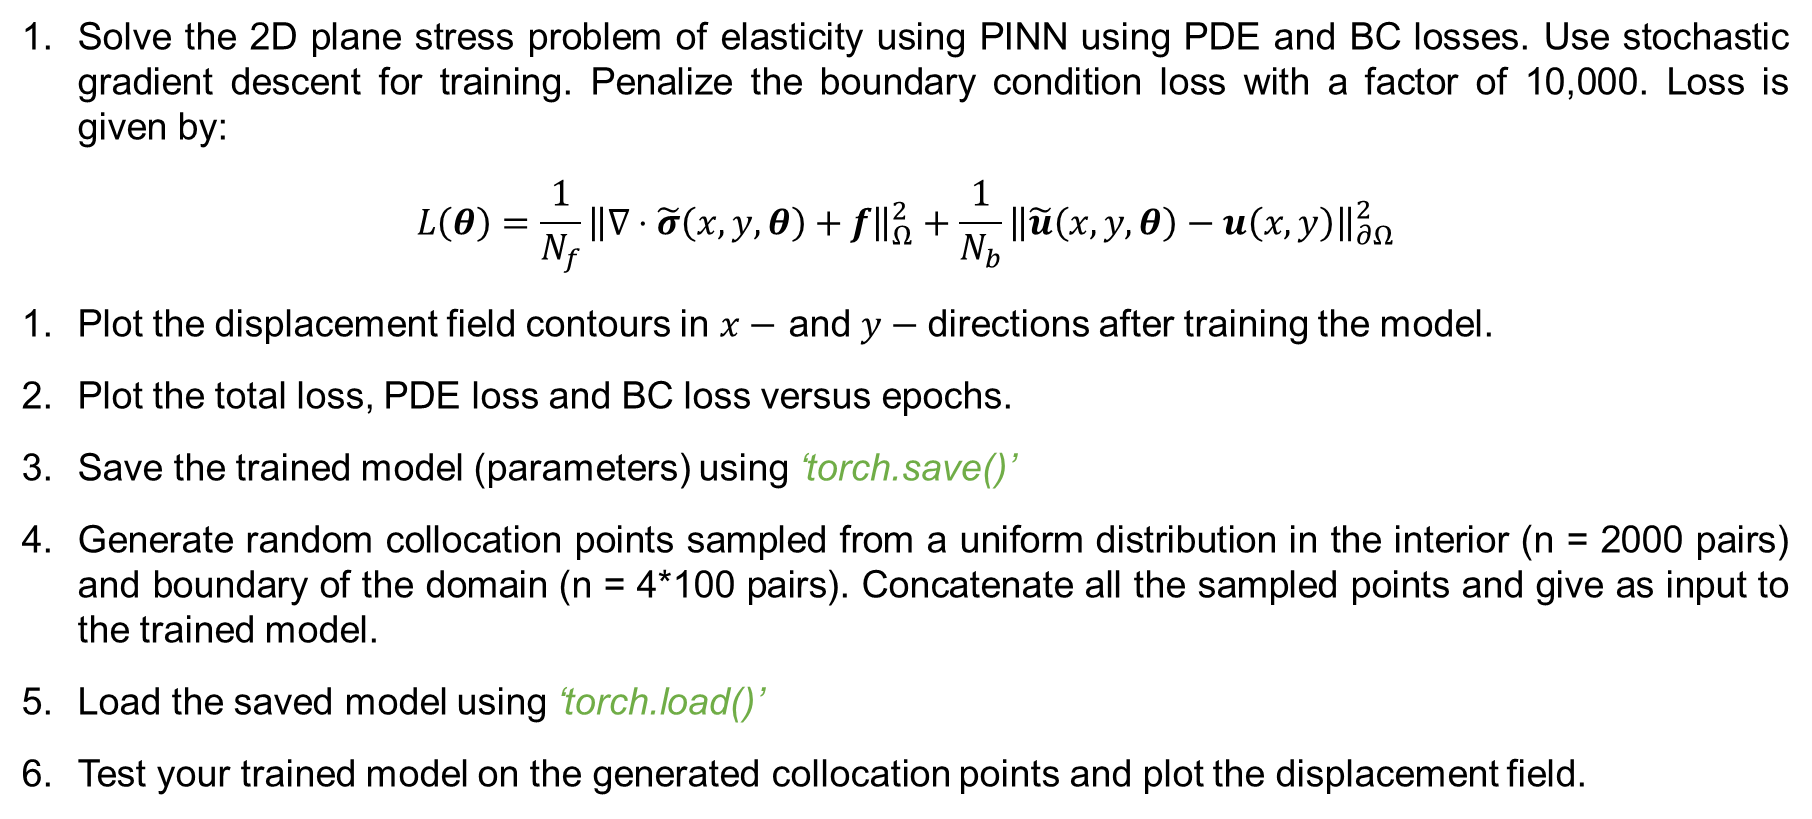 1. Solve the 2D plane stress problem of elasticity using PINN using PDE and BC losses. Use stochastic
gradient descent for training. Penalize the boundary condition loss with a factor of 10,000. Loss is
given by:
L(θ) = 1/N_f ||∇ · σ̃(x, y, θ) + f||²_Ω + 1/N_b ||ũ(x, y, θ) − u(x, y)||²_∂Ω
1. Plot the displacement field contours in x − and y − directions after training the model.
2. Plot the total loss, PDE loss and BC loss versus epochs.
3. Save the trained model (parameters) using ‘torch.save()’
4. Generate random collocation points sampled from a uniform distribution in the interior (n = 2000 pairs)
and boundary of the domain (n = 4*100 pairs). Concatenate all the sampled points and give as input to
the trained model.
5. Load the saved model using ‘torch.load()’
6. Test your trained model on the generated collocation points and plot the displacement field.